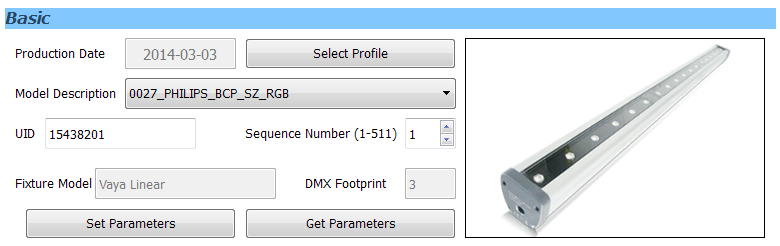 Basic
Production Date 2014-03-03 Select Profile
Model Description 0027_PHILIPS_BCP_SZ_RGB
UID 15438201 Sequence Number (1-511) 1
Fixture Model Vaya Linear DMX Footprint 3
Set Parameters Get Parameters